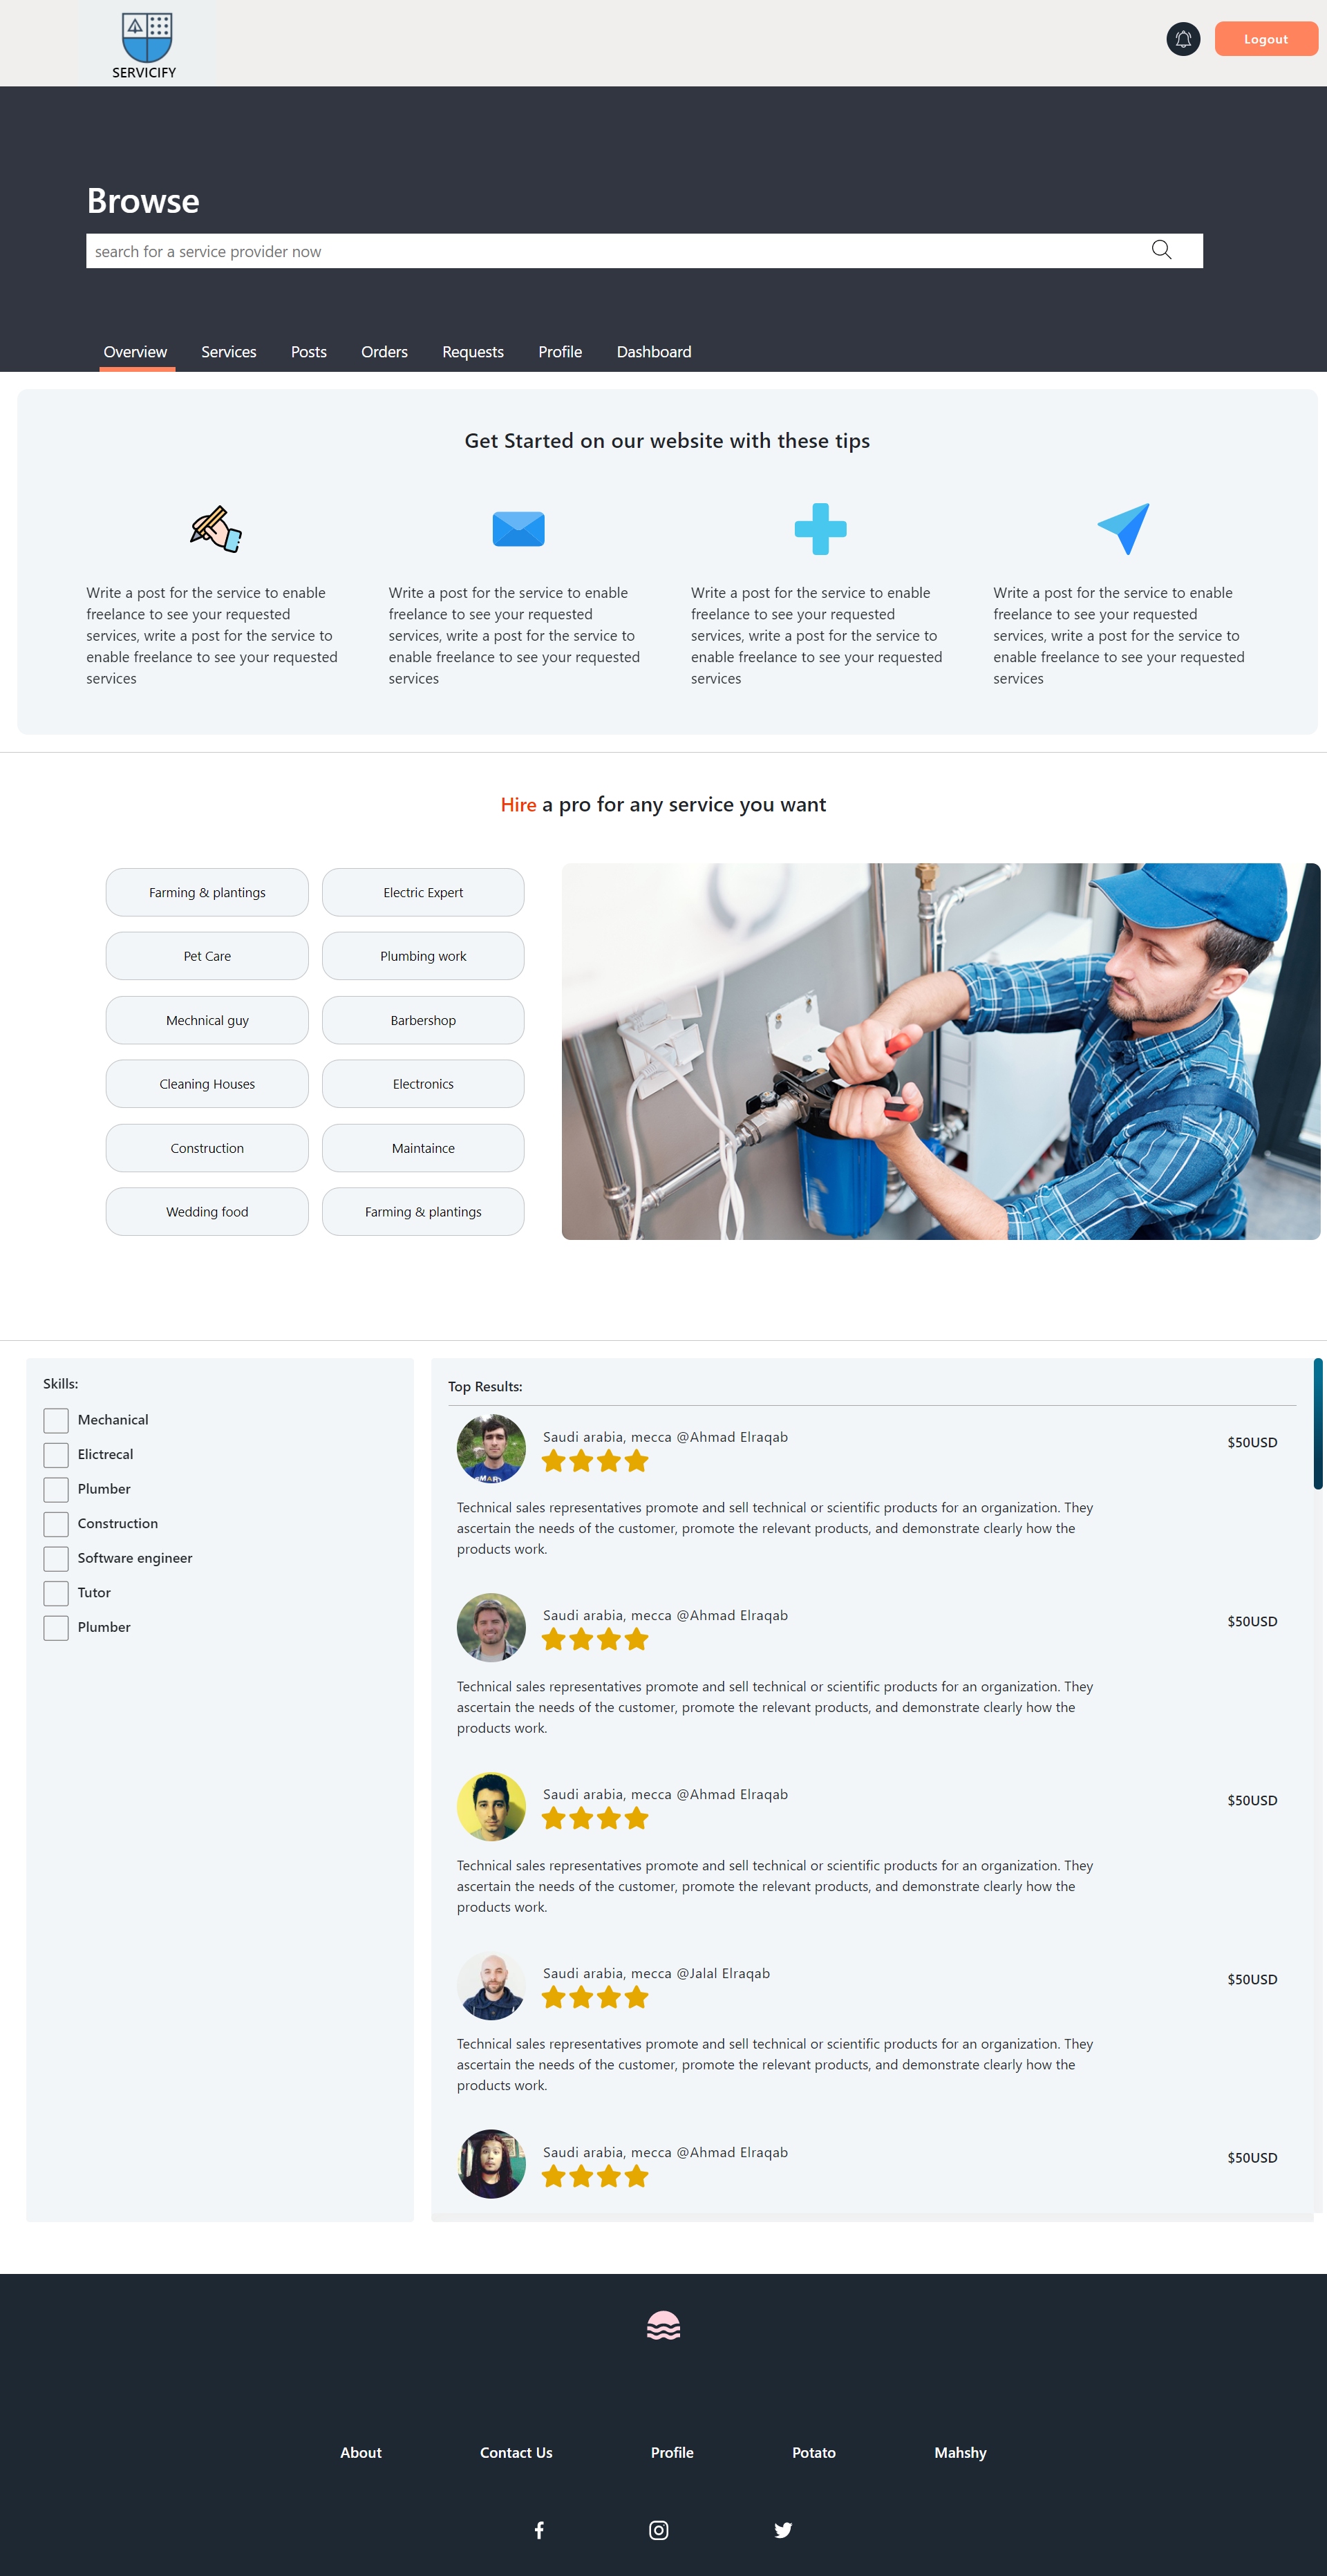 SERVICIFY
Logout
Browse
search for a service provider now
Overview Services Posts Orders Requests Profile Dashboard
Get Started on our website with these tips
Write a post for the service to enable
freelance to see your requested
services, write a post for the service to
enable freelance to see your requested
services
Write a post for the service to enable
freelance to see your requested
services, write a post for the service to
enable freelance to see your requested
services
Write a post for the service to enable
freelance to see your requested
services, write a post for the service to
enable freelance to see your requested
services
Write a post for the service to enable
freelance to see your requested
services, write a post for the service to
enable freelance to see your requested
services
Hire a pro for any service you want
Farming & plantings
Electric Expert
Pet Care
Plumbing work
Mechnical guy
Barbershop
Cleaning Houses
Electronics
Construction
Maintaince
Wedding food
Farming & plantings
Skills:
Mechanical
Elictrecal
Plumber
Construction
Software engineer
Tutor
Plumber
Top Results:
Saudi arabia, mecca @Ahmad Elraqab
$50USD
SMART
Technical sales representatives promote and sell technical or scientific products for an organization. They
ascertain the needs of the customer, promote the relevant products, and demonstrate clearly how the
products work.
Saudi arabia, mecca @Ahmad Elraqab
$50USD
Technical sales representatives promote and sell technical or scientific products for an organization. They
ascertain the needs of the customer, promote the relevant products, and demonstrate clearly how the
products work.
Saudi arabia, mecca @Ahmad Elraqab
$50USD
Technical sales representatives promote and sell technical or scientific products for an organization. They
ascertain the needs of the customer, promote the relevant products, and demonstrate clearly how the
products work.
Saudi arabia, mecca @Jalal Elraqab
$50USD
Technical sales representatives promote and sell technical or scientific products for an organization. They
ascertain the needs of the customer, promote the relevant products, and demonstrate clearly how the
products work.
Saudi arabia, mecca @Ahmad Elraqab
$50USD
About Contact Us Profile Potato Mahshy